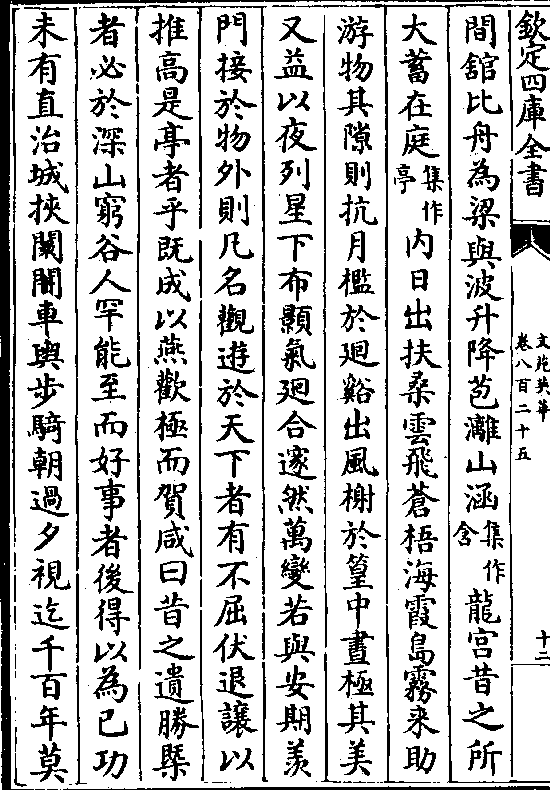 欽定四庫全書
文苑英華
卷八百二十五
十二
間舘比舟為梁與波升降苞灕山涵集作含龍宮昔之所
大蓄在庭集作亭内日出扶桑雲飛蒼梧海霞島霧來助
游物其隙則抗月檻於廻谿出風榭於篁中晝極其美
又益以夜列星下布顥氣廻合邃然萬變若與安期羨
門接於物外則凡名觀遊於天下者有不屈伏退讓以
推高是亭者乎既成以燕歡極而賀咸曰昔之遺勝槩
者必於深山窮谷人罕能至而好事者後得以為已功
未有直治城挾闤闠車輿步騎朝過夕視迄千百年莫